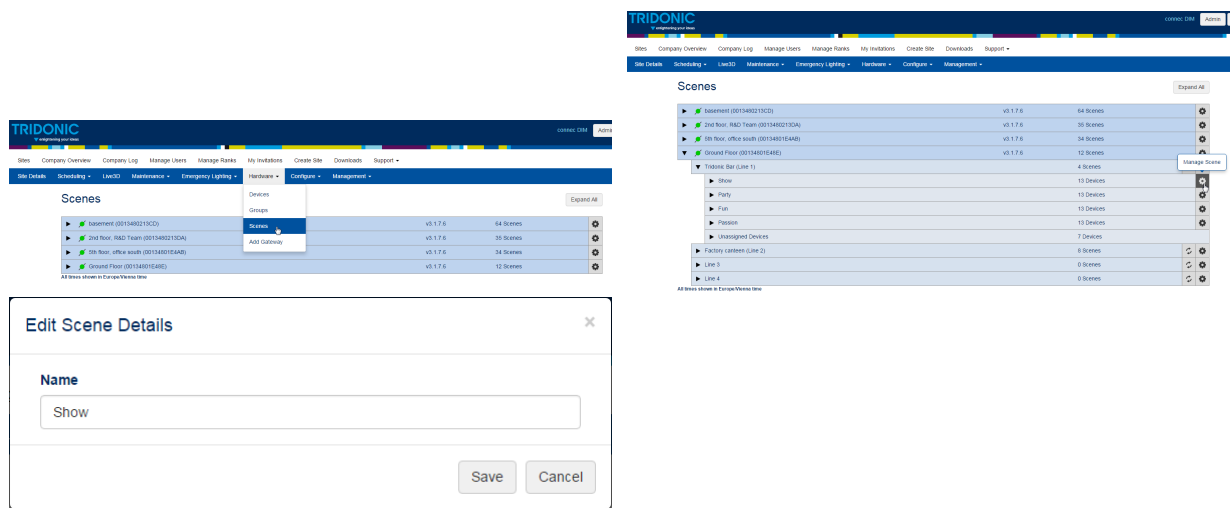 TRIDONIC
enlightening your ideas
connec DIM Admin
Sites Company Overview Company Log Manage Users Manage Ranks My Invitations Create Site Downloads Support
Site Details Scheduling Live3D Maintenance Emergency Lighting Hardware Configure Management
Devices
Groups
Scenes
Add Gateway
Scenes
Expand All
basement (0013480213CD) v3.1.7.6 64 Scenes
2nd floor, R&D Team (0013480213DA) v3.1.7.6 35 Scenes
5th floor, office south (00134801E4AB) v3.1.7.6 34 Scenes
Ground Floor (00134801E48E) v3.1.7.6 12 Scenes
All times shown in Europe/Vienna time
Edit Scene Details ×
Name
Show
Save Cancel
TRIDONIC
enlightening your ideas
connec DIM Admin
Sites Company Overview Company Log Manage Users Manage Ranks My Invitations Create Site Downloads Support
Site Details Scheduling Live3D Maintenance Emergency Lighting Hardware Configure Management
Scenes
Expand All
basement (0013480213CD) v3.1.7.6 64 Scenes
2nd floor, R&D Team (0013480213DA) v3.1.7.6 35 Scenes
5th floor, office south (00134801E4AB) v3.1.7.6 34 Scenes
Ground Floor (00134801E48E) v3.1.7.6 12 Scenes
Manage Scene
Tridonic Bar (Line 1) 4 Scenes
Show 13 Devices
Party 13 Devices
Fun 13 Devices
Passion 13 Devices
Unassigned Devices 7 Devices
Factory canteen (Line 2) 8 Scenes
Line 3 0 Scenes
Line 4 0 Scenes
All times shown in Europe/Vienna time